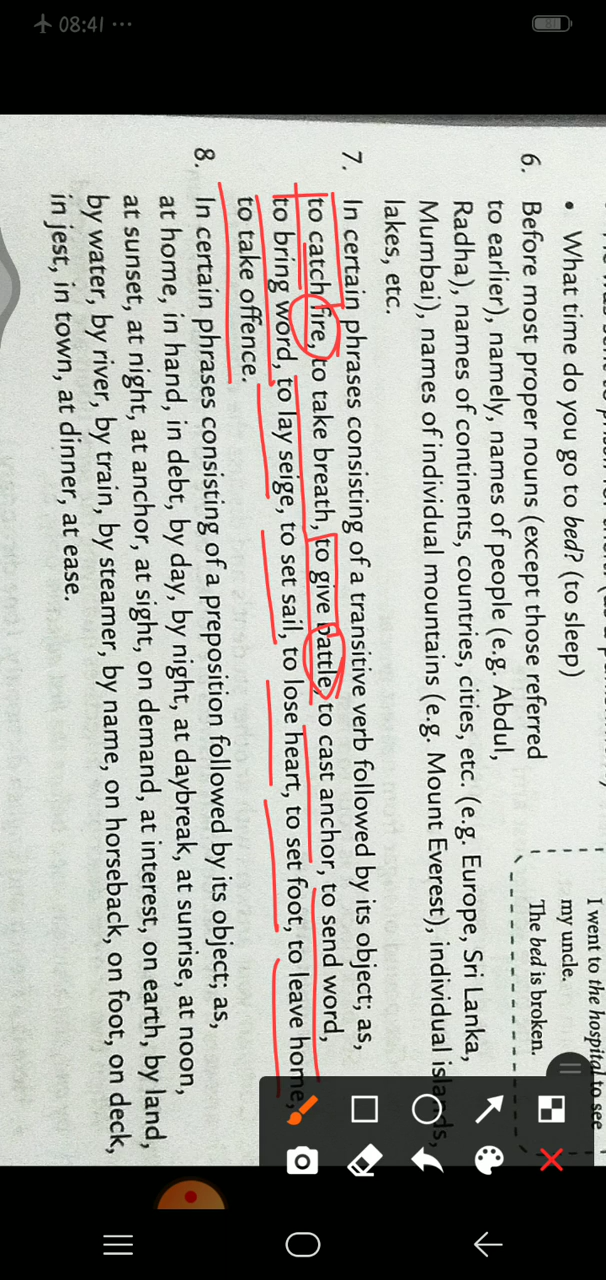 08:41 ...
• What time do you go to bed? (to sleep)
I went to the hospital to see
my uncle.
The bed is broken.
6. Before most proper nouns (except those referred
to earlier), namely, names of people (e.g. Abdul,
Radha), names of continents, countries, cities, etc. (e.g. Europe, Sri Lanka,
Mumbai), names of individual mountains (e.g. Mount Everest), individual islands,
lakes, etc.
7. In certain phrases consisting of a transitive verb followed by its object; as,
to catch fire, to take breath, to give battle, to cast anchor, to send word,
to bring word, to lay seige, to set sail, to lose heart, to set foot, to leave home,
to take offence.
8. In certain phrases consisting of a preposition followed by its object; as,
at home, in hand, in debt, by day, by night, at daybreak, at sunrise, at noon,
at sunset, at night, at anchor, at sight, on demand, at interest, on earth, by land,
by water, by river, by train, by steamer, by name, on horseback, on foot, on deck,
in jest, in town, at dinner, at ease.